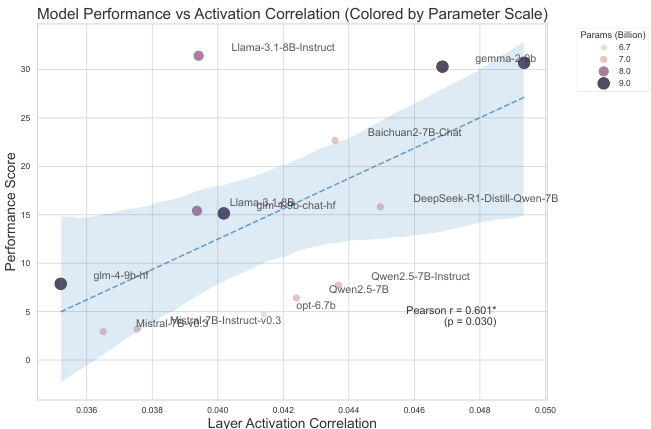 Model Performance vs Activation Correlation (Colored by Parameter Scale)
Params (Billion)
6.7
7.0
8.0
9.0
Performance Score
30
25
20
15
10
5
0
Llama-3.1-8B-Instruct
gemma-2-9b
Baichuan2-7B-Chat
DeepSeek-R1-Distill-Qwen-7B
Llama-3.1-8B
glm-4-9b-chat-hf
glm-4-9b-hf
Qwen2.5-7B-Instruct
Qwen2.5-7B
opt-6.7b
Mistral-7B-v0.3
Mistral-7B-Instruct-v0.3
Pearson r = 0.601*
(p = 0.030)
0.036
0.038
0.040
0.042
0.044
0.046
0.048
0.050
Layer Activation Correlation